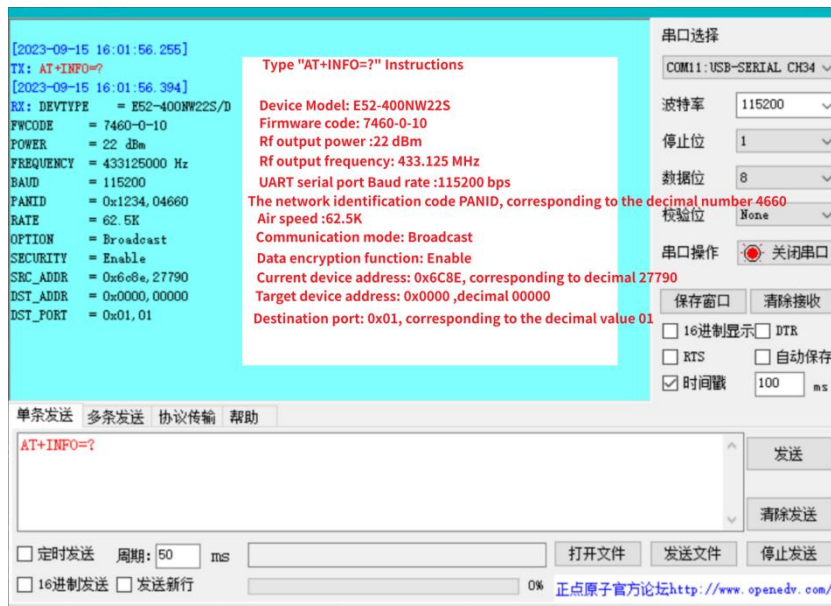 [2023-09-15 16:01:56.255]
TX: AT+INFO=?
[2023-09-15 16:01:56.394]
RX: DEVTYPE = E52-400NW22S/D
FWCODE = 7460-0-10
POWER = 22 dBm
FREQUENCY = 433125000 Hz
BAUD = 115200
PANID = 0x1234,04660
RATE = 62.5K
OPTION = Broadcast
SECURITY = Enable
SRC_ADDR = 0x6c8e,27790
DST_ADDR = 0x0000,00000
DST_PORT = 0x01,01
Type "AT+INFO=?" Instructions
Device Model: E52-400NW22S
Firmware code: 7460-0-10
Rf output power :22 dBm
Rf output frequency: 433.125 MHz
UART serial port Baud rate :115200 bps
The network identification code PANID, corresponding to the decimal number 4660
Air speed :62.5K
Communication mode: Broadcast
Data encryption function: Enable
Current device address: 0x6C8E, corresponding to decimal 27790
Target device address: 0x0000 ,decimal 00000
Destination port: 0x01, corresponding to the decimal value 01
串口选择
COM11:USB-SERIAL CH34
波特率 115200
停止位 1
数据位 8
校验位 None
串口操作 关闭串口
保存窗口 清除接收
16进制显示 DTR
RTS 自动保存
时间戳 100 ms
单条发送 多条发送 协议传输 帮助
AT+INFO=?
发送
清除发送
定时发送 周期: 50 ms 打开文件 发送文件 停止发送
16进制发送 发送新行 0% 正点原子官方论坛http://www.openedv.com/